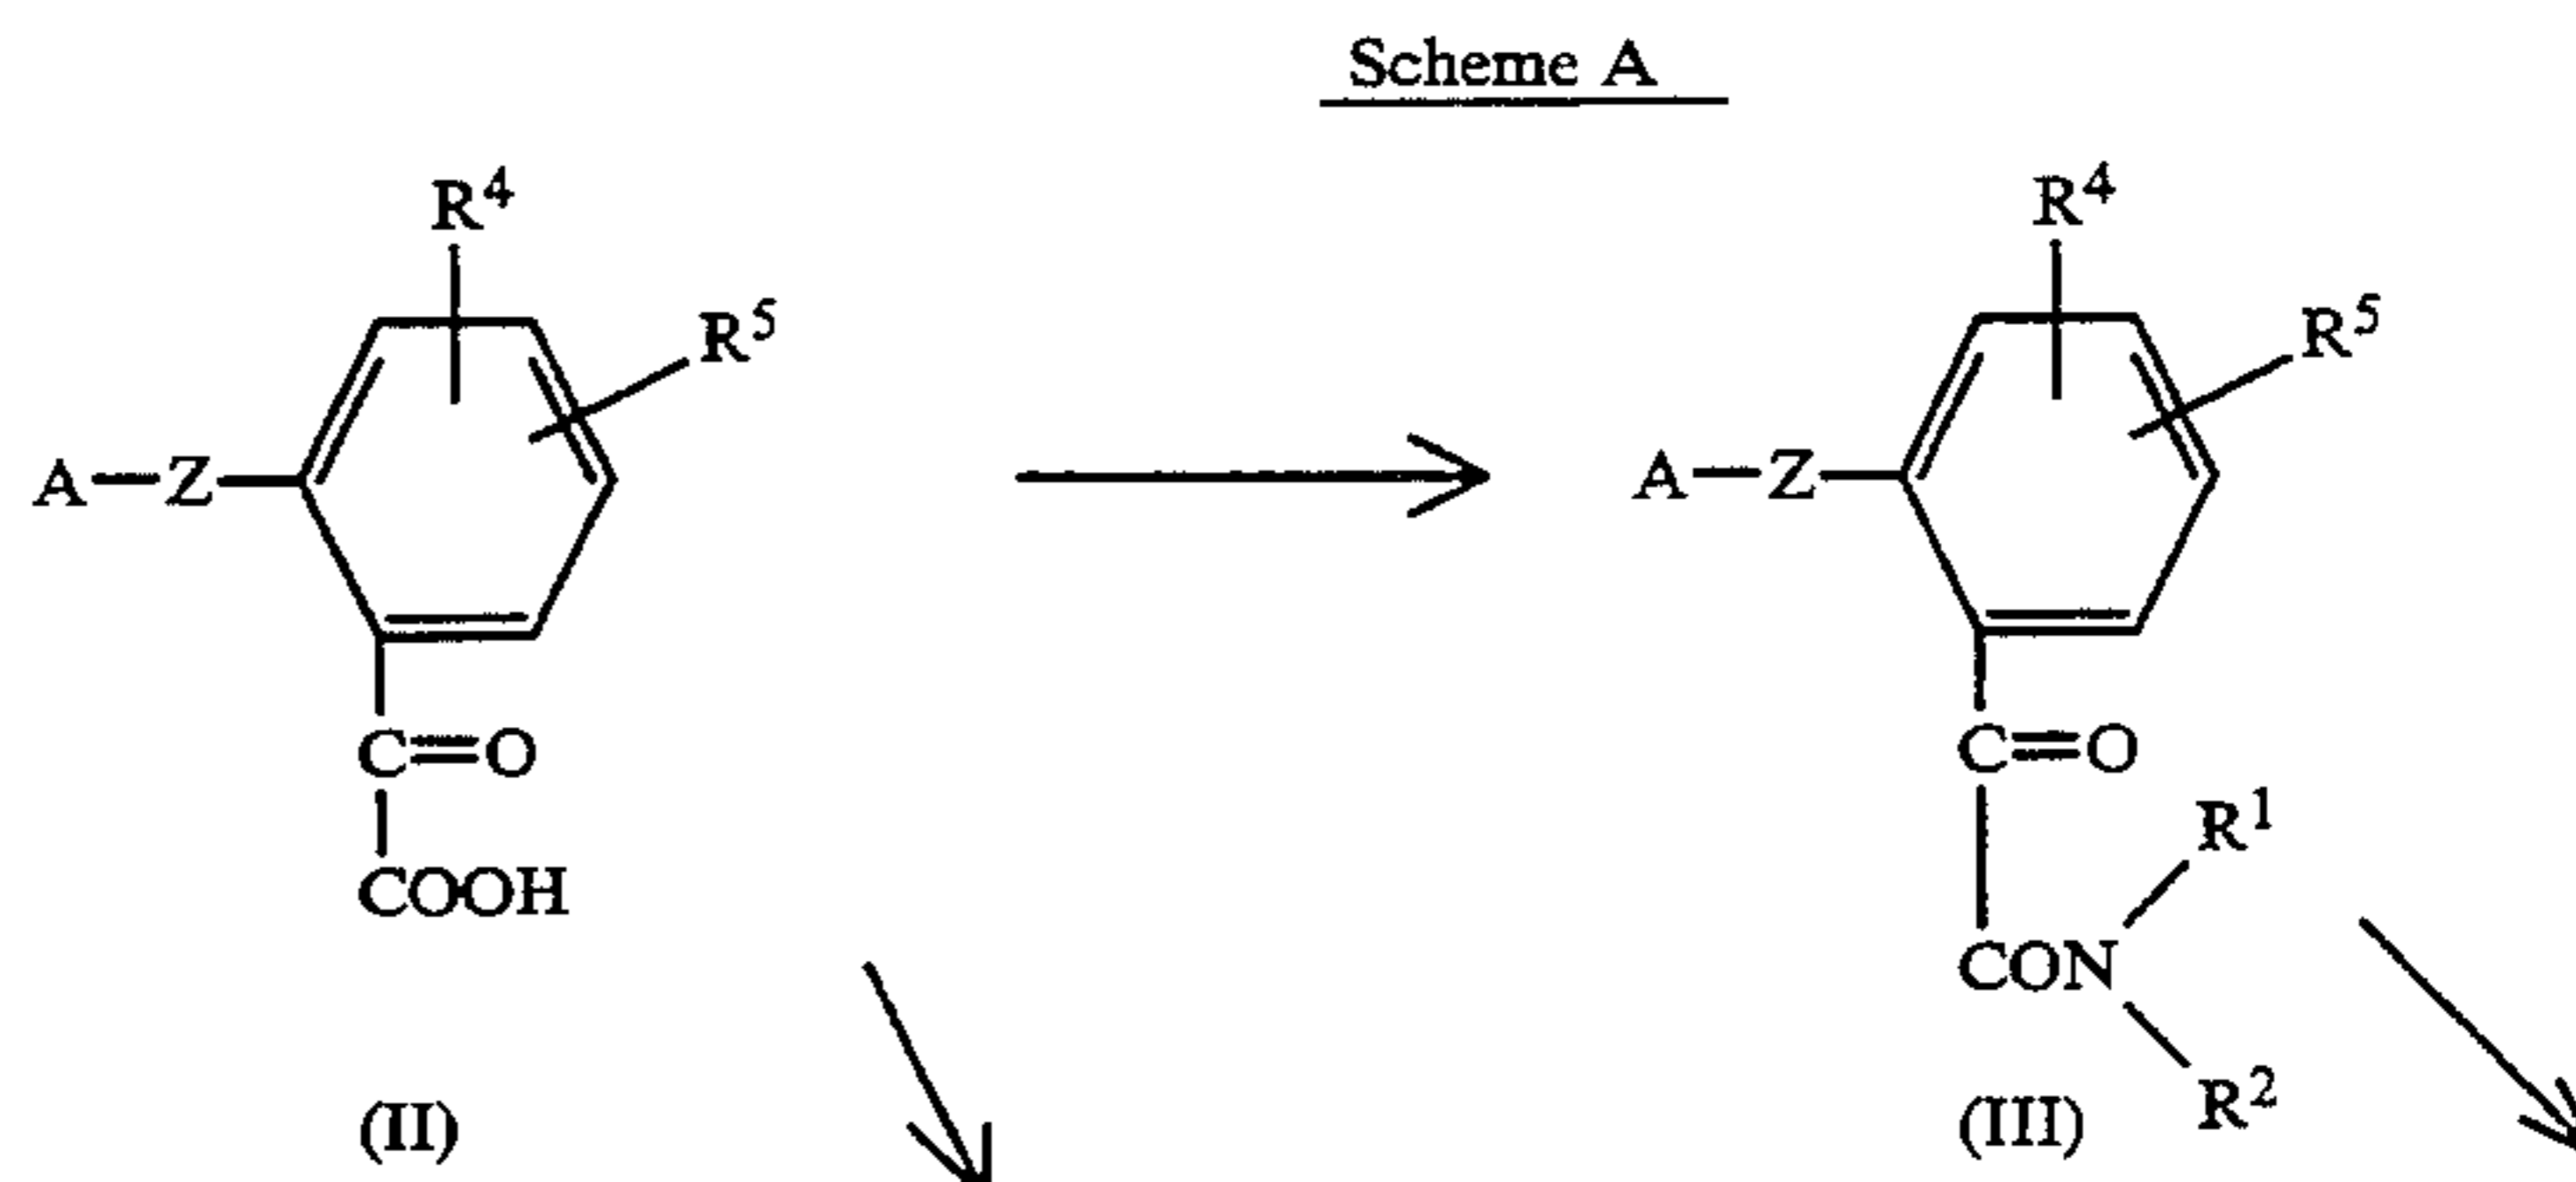 Scheme A
R⁴ R⁴
R⁵ R⁵
A—Z A—Z
C=O C=O
R¹
COOH
CON
R²
(II) (III)